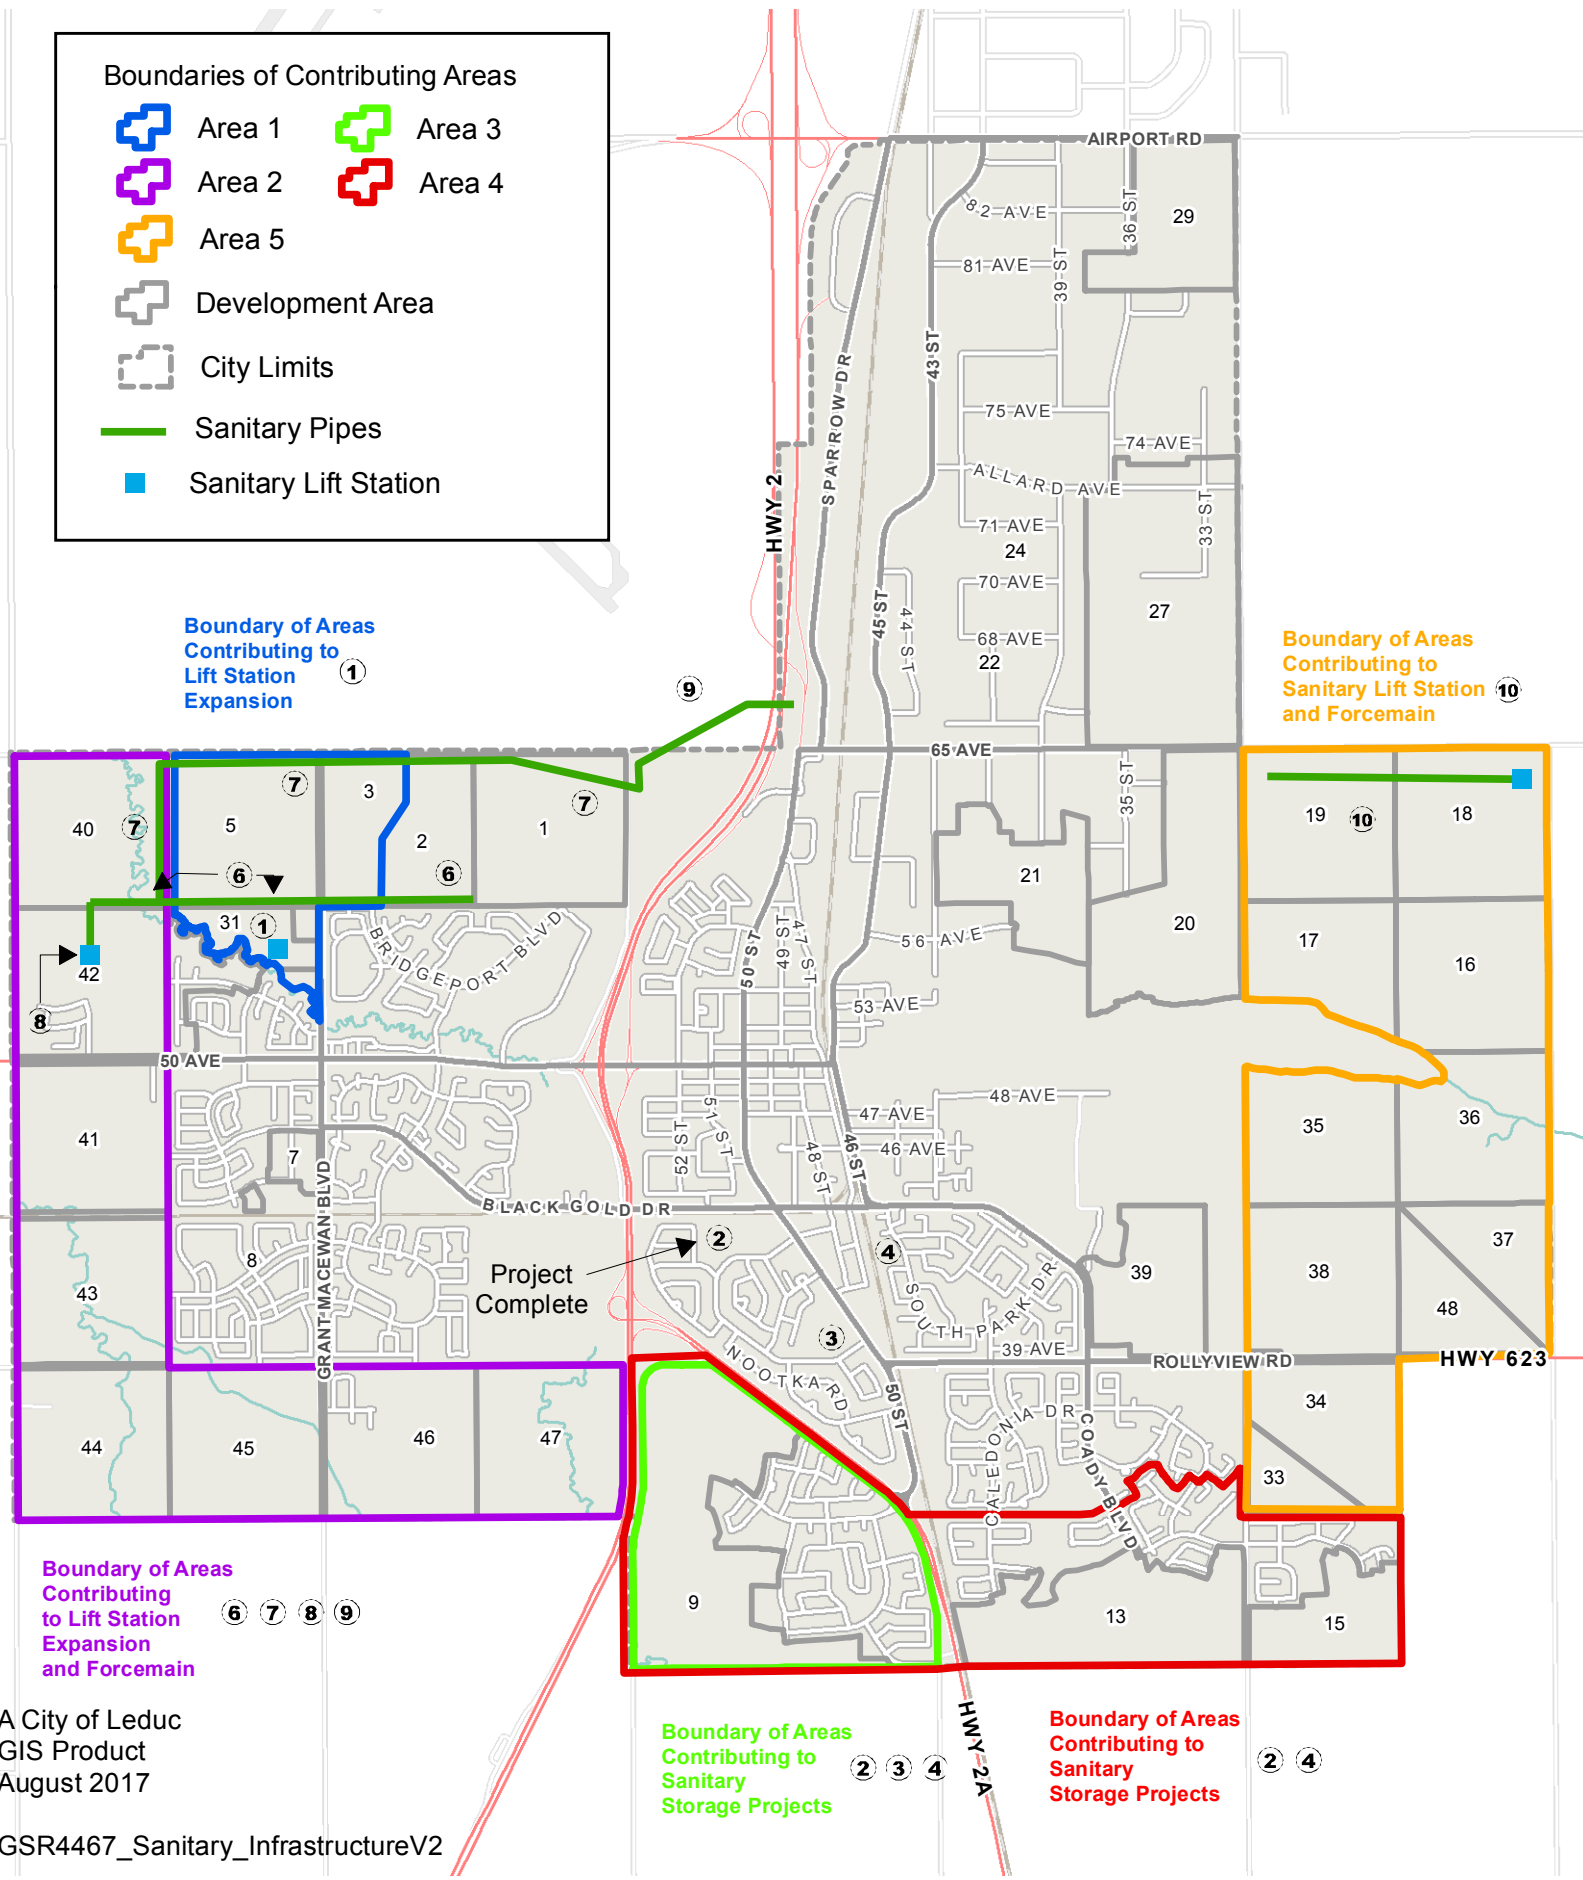 Boundaries of Contributing Areas
Area 1
Area 3
Area 2
Area 4
Area 5
Development Area
City Limits
Sanitary Pipes
Sanitary Lift Station
AIRPORT RD
82 AVE
36 ST
29
81 AVE
39 ST
43 ST
SPARROW DR
75 AVE
74 AVE
HWY 2
ALLARD AVE
33 ST
71 AVE
24
70 AVE
45 ST
44 ST
27
68 AVE
22
Boundary of Areas
Contributing to
Lift Station
Expansion
1
9
Boundary of Areas
Contributing to
Sanitary Lift Station
and Forcemain
10
65 AVE
35 ST
7
3
7
40
7
5
2
1
19
10
18
6
6
21
31
1
20
BRIDGEPORT BLVD
50 ST
49 ST
47 ST
56 AVE
17
16
42
8
53 AVE
50 AVE
48 AVE
47 AVE
46 AVE
46 ST
48 ST
51 ST
52 ST
41
7
35
36
GRANT MACEWAN BLVD
BLACK GOLD DR
2
4
8
Project
Complete
43
SOUTH PARK DR
39
38
37
48
3
39 AVE
ROLLYVIEW RD
HWY 623
NOOTKA RD
50 ST
CALEDONIA DR
COADY BLVD
34
44
45
46
47
33
9
13
15
Boundary of Areas
Contributing
to Lift Station
Expansion
and Forcemain
6 7 8 9
A City of Leduc
GIS Product
August 2017
GSR4467_Sanitary_InfrastructureV2
Boundary of Areas
Contributing to
Sanitary
Storage Projects
2 3 4
HWY 2A
Boundary of Areas
Contributing to
Sanitary
Storage Projects
2 4